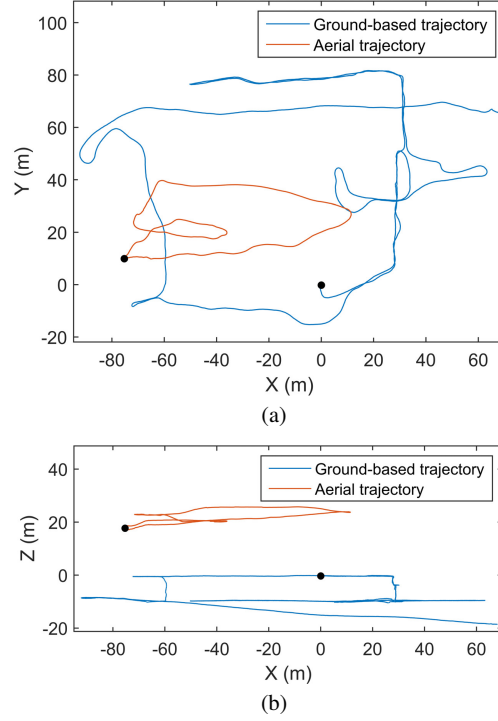 100
80
60
40
20
0
-20
Y (m)
Ground-based trajectory
Aerial trajectory
-80 -60 -40 -20 0 20 40 60
X (m)
(a)
40
20
0
-20
Z (m)
Ground-based trajectory
Aerial trajectory
-80 -60 -40 -20 0 20 40 60
X (m)
(b)